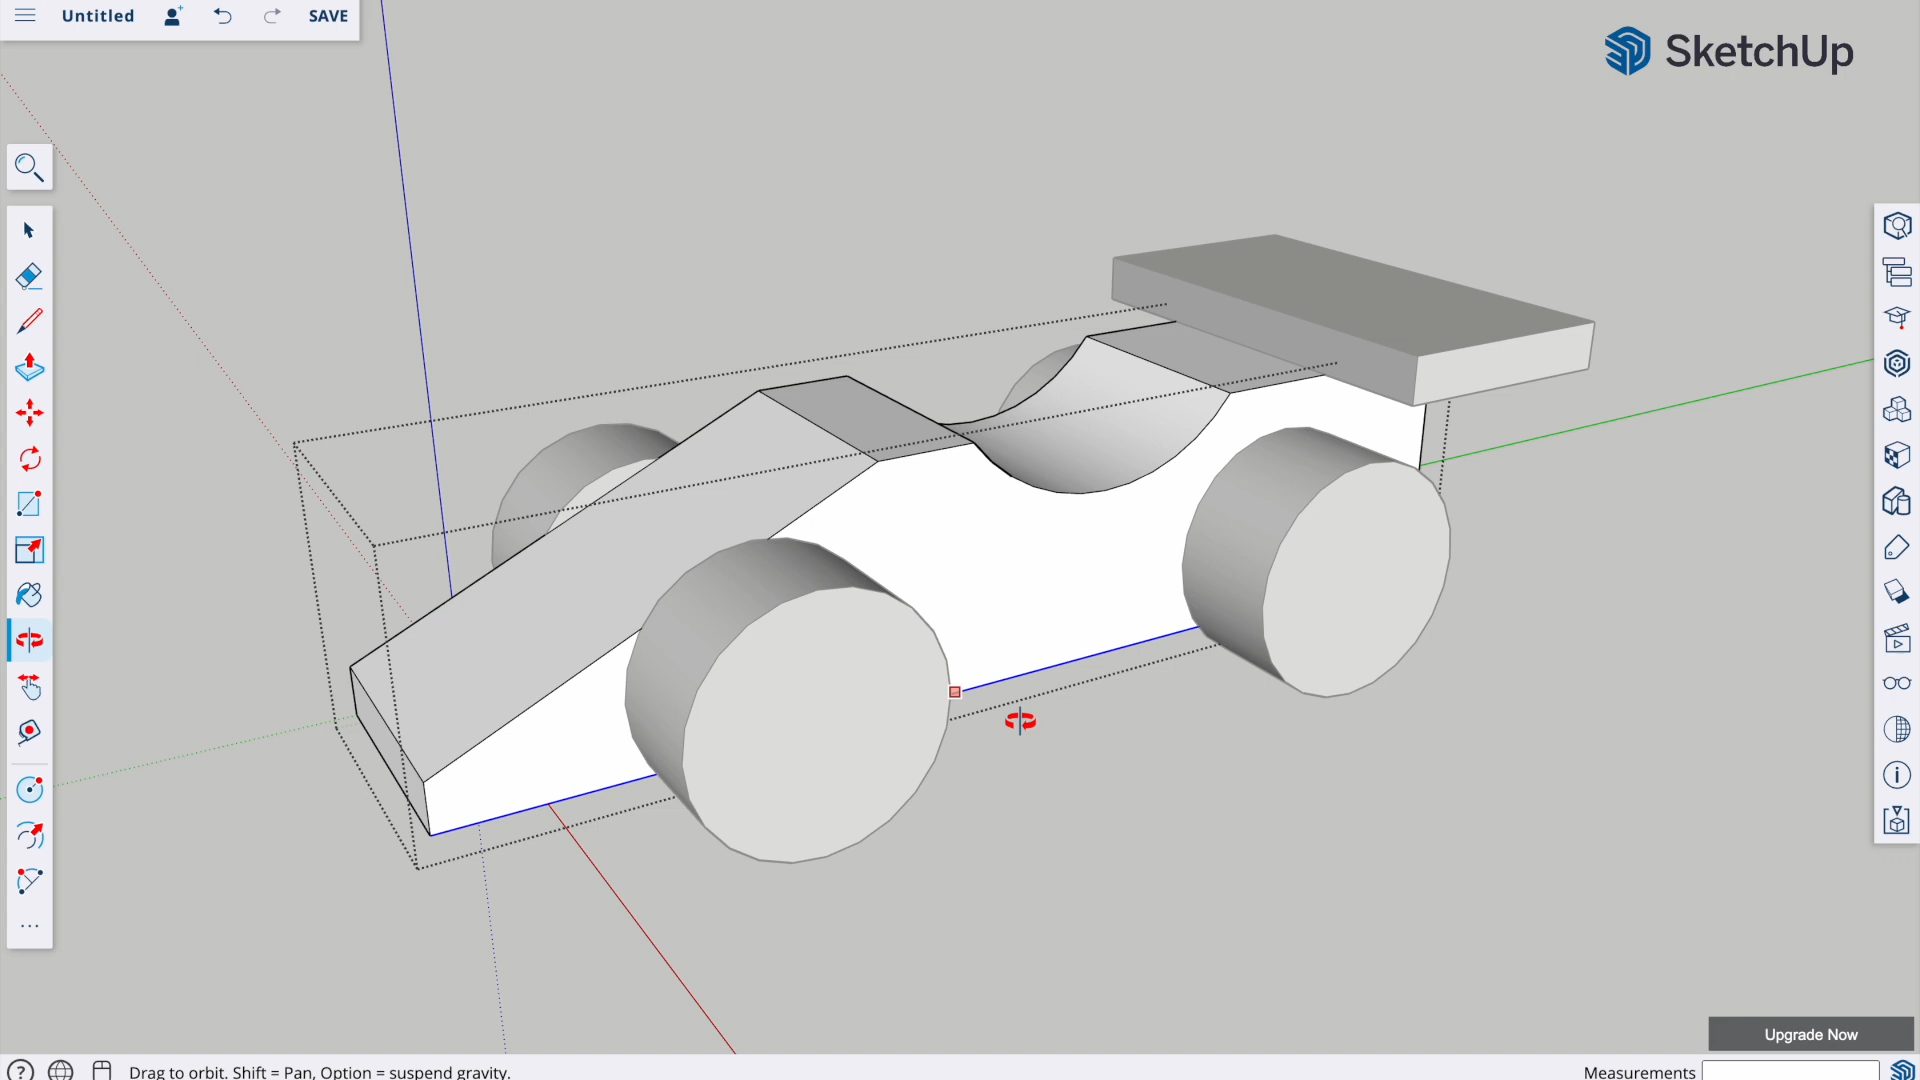 Untitled
SAVE
SketchUp
Upgrade Now
Drag to orbit. Shift = Pan, Option = suspend gravity.
Measurements